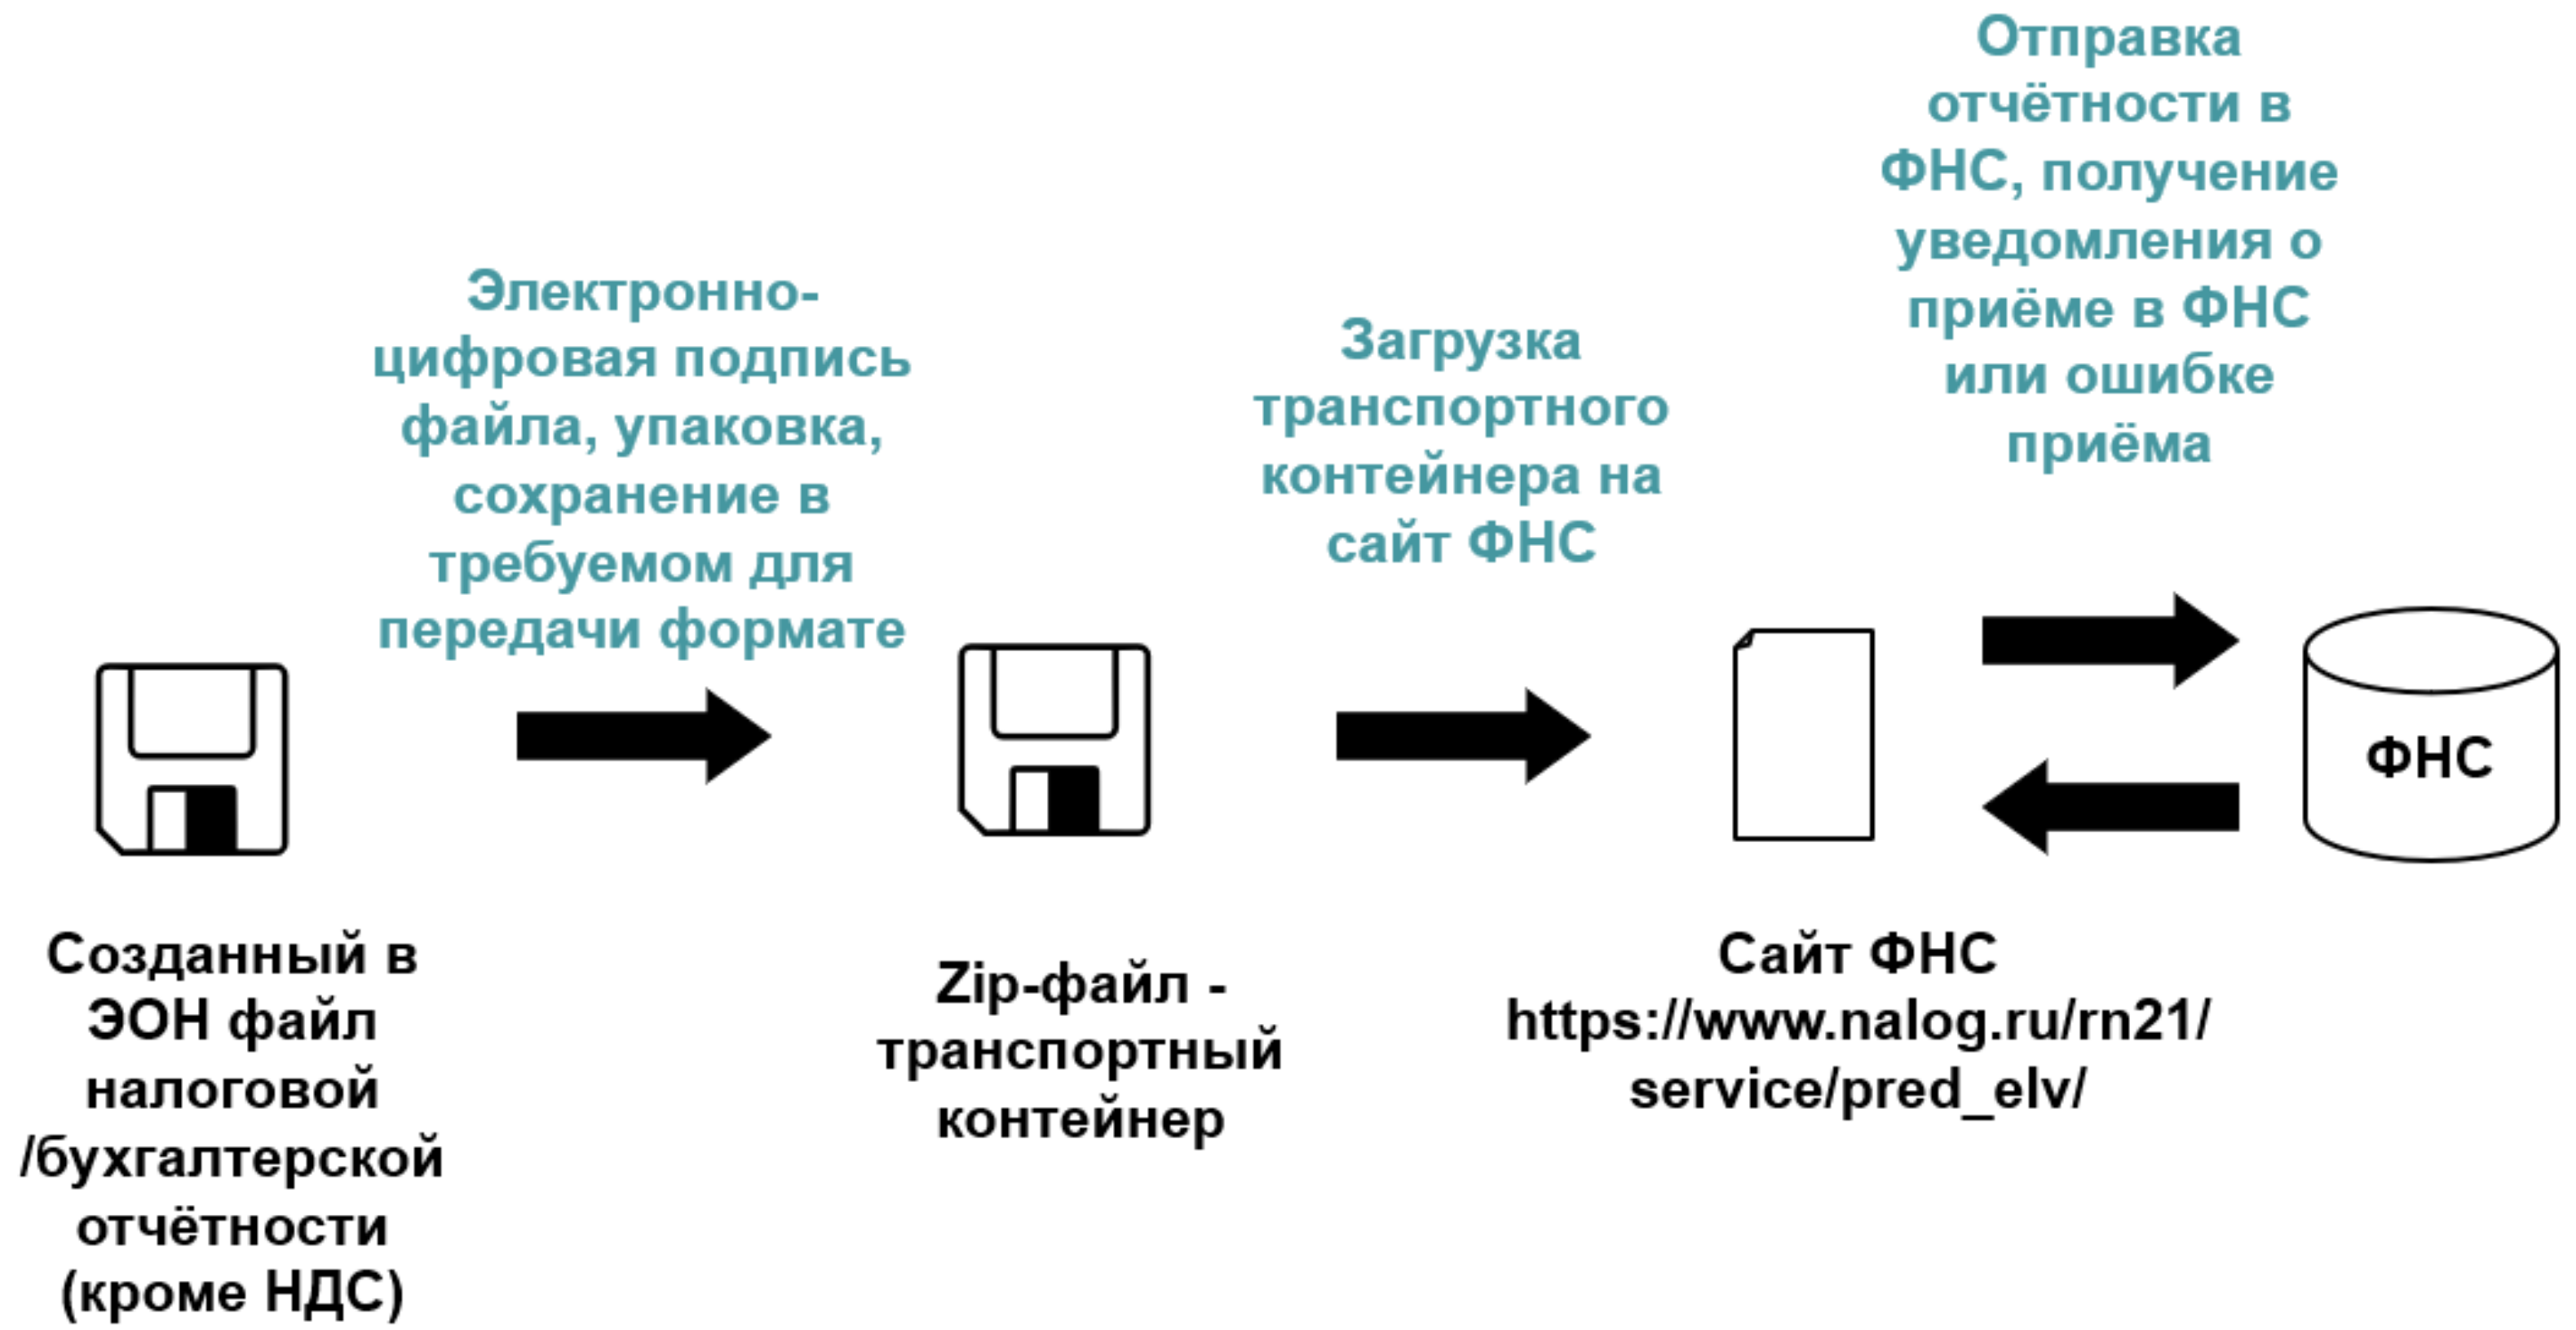 Электронно-
цифровая подпись
файла, упаковка,
сохранение в
требуемом для
передачи формате
Загрузка
транспортного
контейнера на
сайт ФНС
Отправка
отчётности в
ФНС, получение
уведомления о
приёме в ФНС
или ошибке
приёма
ФНС
Созданный в
ЭОН файл
налоговой
/бухгалтерской
отчётности
(кроме НДС)
Zip-файл -
транспортный
контейнер
Сайт ФНС
https://www.nalog.ru/rn21/
service/pred_elv/